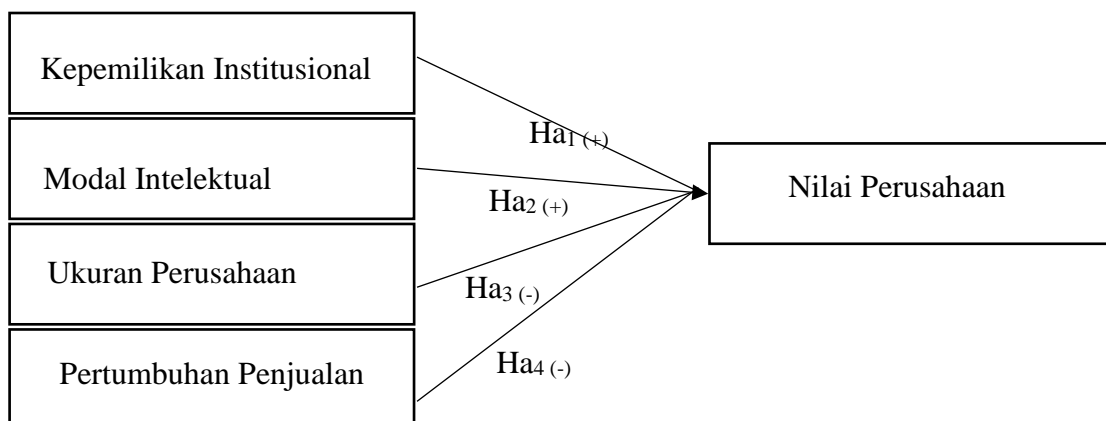 Kepemilikan Institusional
Ha1 (+)
Modal Intelektual
Nilai Perusahaan
Ha2 (+)
Ukuran Perusahaan
Ha3 (-)
Pertumbuhan Penjualan
Ha4 (-)